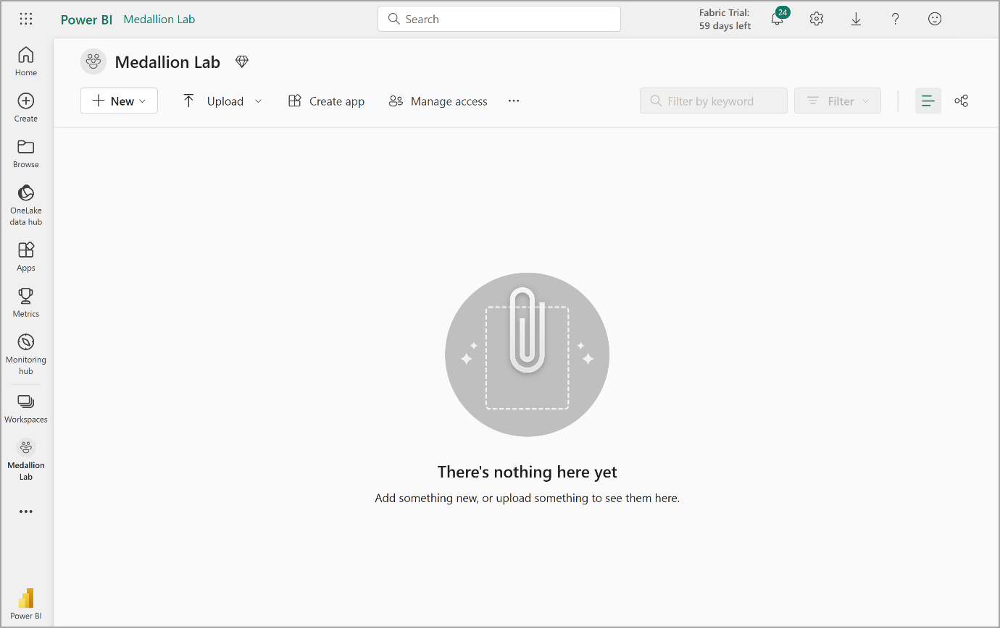 Power BI Medallion Lab
Search
Fabric Trial:
59 days left
24
Home
Create
Browse
OneLake
data hub
Apps
Metrics
Monitoring
hub
Workspaces
Medallion
Lab
Power BI
Medallion Lab
New Upload Create app Manage access
Filter by keyword Filter
There's nothing here yet
Add something new, or upload something to see them here.